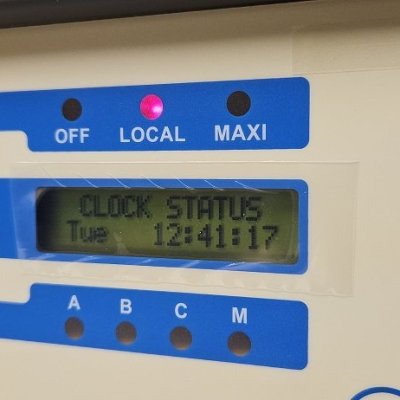 OFF LOCAL MAXI
CLOCK STATUS
Tue 12:41:17
A B C M